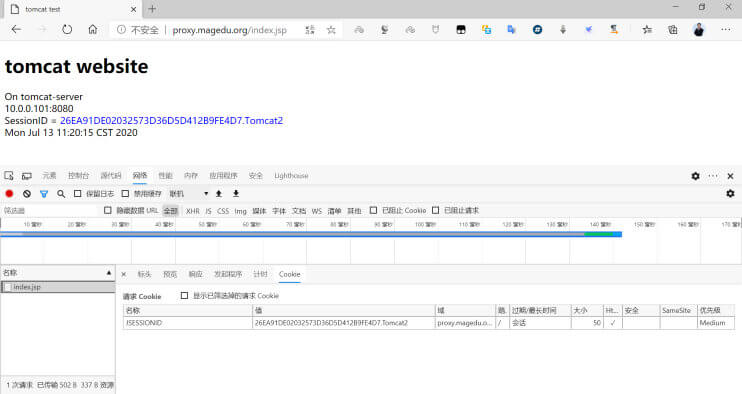 tomcat test
不安全 | proxy.magedu.org/index.jsp
tomcat website
On tomcat-server
10.0.0.101:8080
SessionID = 26EA91DE02032573D36D5D412B9FE4D7.Tomcat2
Mon Jul 13 11:20:15 CST 2020
元素 控制台 源代码 网络 性能 内存 应用程序 安全 Lighthouse
保留日志 禁用缓存 联机
筛选器 隐藏数据 URL 全部 XHR JS CSS Img 媒体 字体 文档 WS 清单 其他 已阻止 Cookie 已阻止请求
10 毫秒 20 毫秒 30 毫秒 40 毫秒 50 毫秒 60 毫秒 70 毫秒 80 毫秒 90 毫秒 100 毫秒 110 毫秒 120 毫秒 130 毫秒 140 毫秒 150 毫秒 160 毫秒 170 毫秒
名称 × 标头 预览 响应 发起程序 计时 Cookie
index.jsp
请求 Cookie 显示已筛选掉的请求 Cookie
名称 值 域 路. 过期/最长时间 大小 Ht... 安全 SameSite 优先级
JSESSIONID 26EA91DE02032573D36D5D412B9FE4D7.Tomcat2 proxy.magedu.o... / 会话 50 ✓ Medium
1 次请求 已传输 502 B 337 B 资源